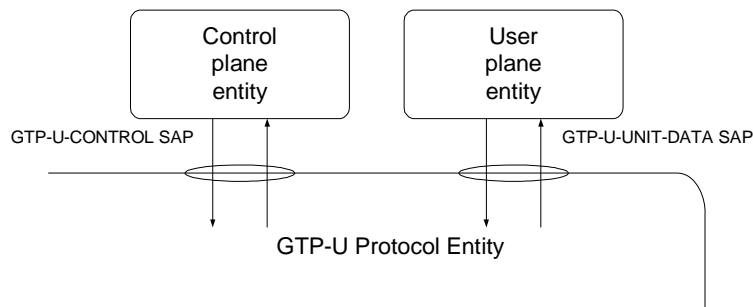 Control
plane
entity
User
plane
entity
GTP-U-CONTROL SAP
GTP-U-UNIT-DATA SAP
GTP-U Protocol Entity